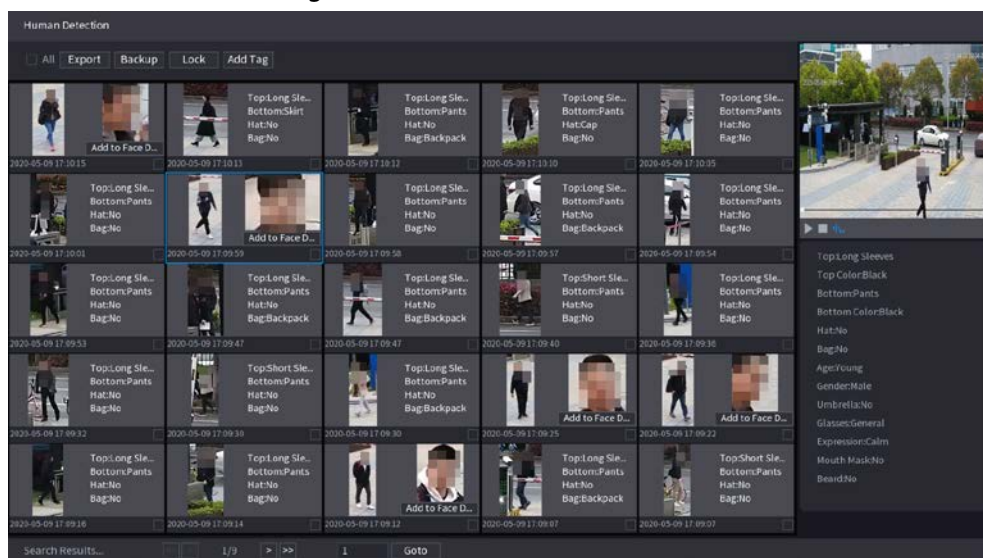 Human Detection
All Export Backup Lock Add Tag
Add to Face D...
2020-05-09 17:10:15
Top:Long Sle...
Bottom:Skirt
Hat:No
Bag:No
2020-05-09 17:10:13
Top:Long Sle...
Bottom:Pants
Hat:No
Bag:Backpack
2020-05-09 17:10:12
Top:Long Sle...
Bottom:Pants
Hat:Cap
Bag:No
2020-05-09 17:10:10
Top:Long Sle...
Bottom:Pants
Hat:No
Bag:No
2020-05-09 17:10:35
Top:Long Sle...
Bottom:Pants
Hat:No
Bag:No
2020-05-09 17:10:01
Add to Face D...
2020-05-09 17:09:59
Top:Long Sle...
Bottom:Pants
Hat:No
Bag:No
2020-05-09 17:09:58
Top:Long Sle...
Bottom:Pants
Hat:No
Bag:Backpack
2020-05-09 17:09:57
Top:Long Sle...
Bottom:Pants
Hat:No
Bag:No
2020-05-09 17:09:54
Top:Long Sle...
Bottom:Pants
Hat:No
Bag:No
2020-05-09 17:09:53
Top:Long Sle...
Bottom:Pants
Hat:No
Bag:No
2020-05-09 17:09:47
Top:Long Sle...
Bottom:Pants
Hat:No
Bag:Backpack
2020-05-09 17:09:47
Top:Short Sle...
Bottom:Pants
Hat:No
Bag:Backpack
2020-05-09 17:09:40
Top:Long Sle...
Bottom:Pants
Hat:No
Bag:No
2020-05-09 17:09:36
Top:Long Sle...
Bottom:Pants
Hat:No
Bag:No
2020-05-09 17:09:32
Top:Short Sle...
Bottom:Pants
Hat:No
Bag:No
2020-05-09 17:09:30
Top:Long Sle...
Bottom:Pants
Hat:No
Bag:Backpack
2020-05-09 17:09:30
Add to Face D...
2020-05-09 17:09:25
Add to Face D...
2020-05-09 17:09:22
Top:Long Sle...
Bottom:Pants
Hat:No
Bag:No
2020-05-09 17:09:16
Top:Long Sle...
Bottom:Pants
Hat:No
Bag:No
2020-05-09 17:09:14
Add to Face D...
2020-05-09 17:09:12
Top:Long Sle...
Bottom:Pants
Hat:No
Bag:Backpack
2020-05-09 17:09:07
Top:Short Sle...
Bottom:Pants
Hat:No
Bag:No
2020-05-09 17:09:07
Top:Long Sleeves
Top Color:Black
Bottom:Pants
Bottom Color:Black
Hat:No
Bag:No
Age:Young
Gender:Male
Umbrella:No
Glasses:General
Expression:Calm
Mouth Mask:No
Beard:No
Search Results... 1/9 > >> 1 Goto